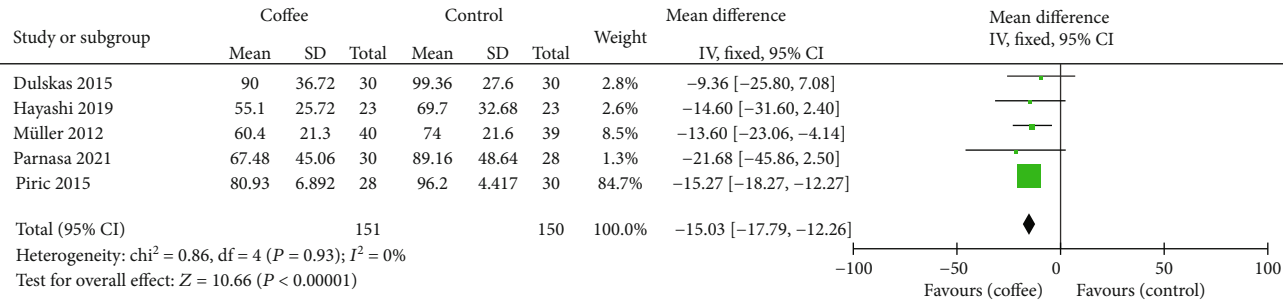 Study or subgroup Coffee Control Weight Mean difference Mean difference
Mean SD Total Mean SD Total IV, fixed, 95% CI IV, fixed, 95% CI
Dulskas 2015 90 36.72 30 99.36 27.6 30 2.8% −9.36 [−25.80, 7.08]
Hayashi 2019 55.1 25.72 23 69.7 32.68 23 2.6% −14.60 [−31.60, 2.40]
Müller 2012 60.4 21.3 40 74 21.6 39 8.5% −13.60 [−23.06, −4.14]
Parnasa 2021 67.48 45.06 30 89.16 48.64 28 1.3% −21.68 [−45.86, 2.50]
Piric 2015 80.93 6.892 28 96.2 4.417 30 84.7% −15.27 [−18.27, −12.27]
Total (95% CI) 151 150 100.0% −15.03 [−17.79, −12.26]
Heterogeneity: chi² = 0.86, df = 4 (P = 0.93); I² = 0%
Test for overall effect: Z = 10.66 (P < 0.00001)
−100 −50 0 50 100
Favours (coffee) Favours (control)